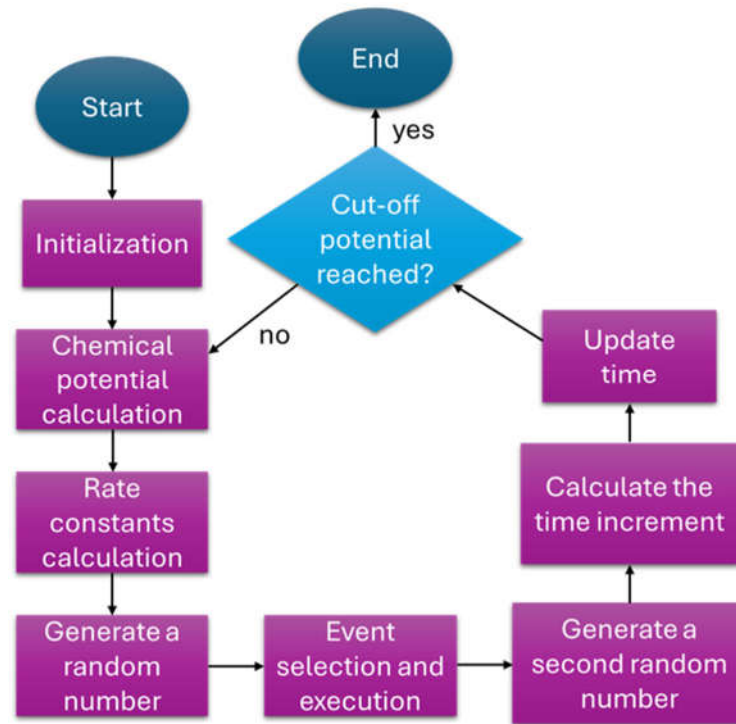 Start
Initialization
Chemical
potential
calculation
Rate
constants
calculation
Generate a
random
number
Event
selection and
execution
Generate a
second random
number
Calculate the
time increment
Update
time
Cut-off
potential
reached?
no
yes
End